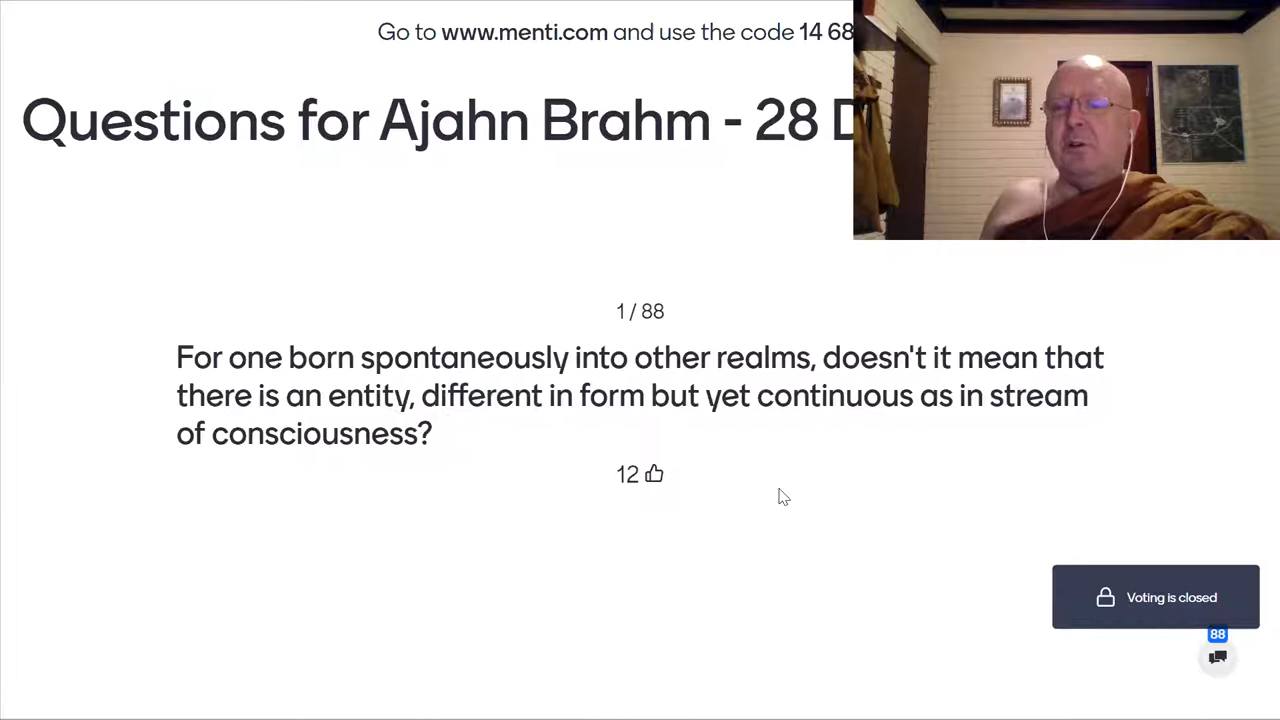 Go to www.menti.com and use the code 14 68
Questions for Ajahn Brahm - 28 D
1 / 88
For one born spontaneously into other realms, doesn't it mean that
there is an entity, different in form but yet continuous as in stream
of consciousness?
12
Voting is closed
88